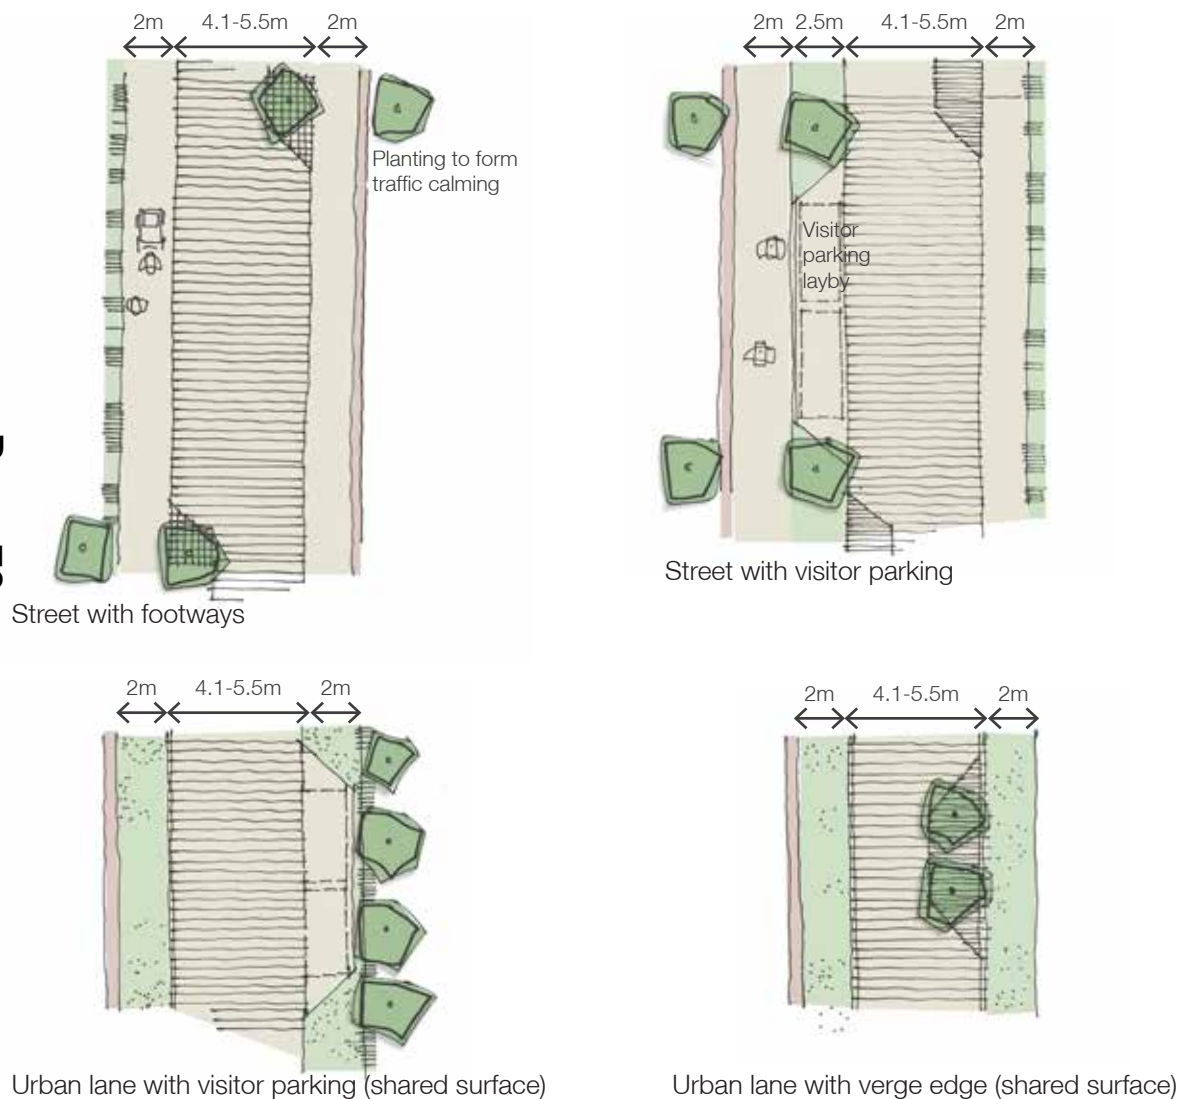 2m 4.1-5.5m 2m
Planting to form
traffic calming
Street with footways
2m 2.5m 4.1-5.5m 2m
Visitor
parking
layby
Street with visitor parking
2m 4.1-5.5m 2m
Urban lane with visitor parking (shared surface)
2m 4.1-5.5m 2m
Urban lane with verge edge (shared surface)